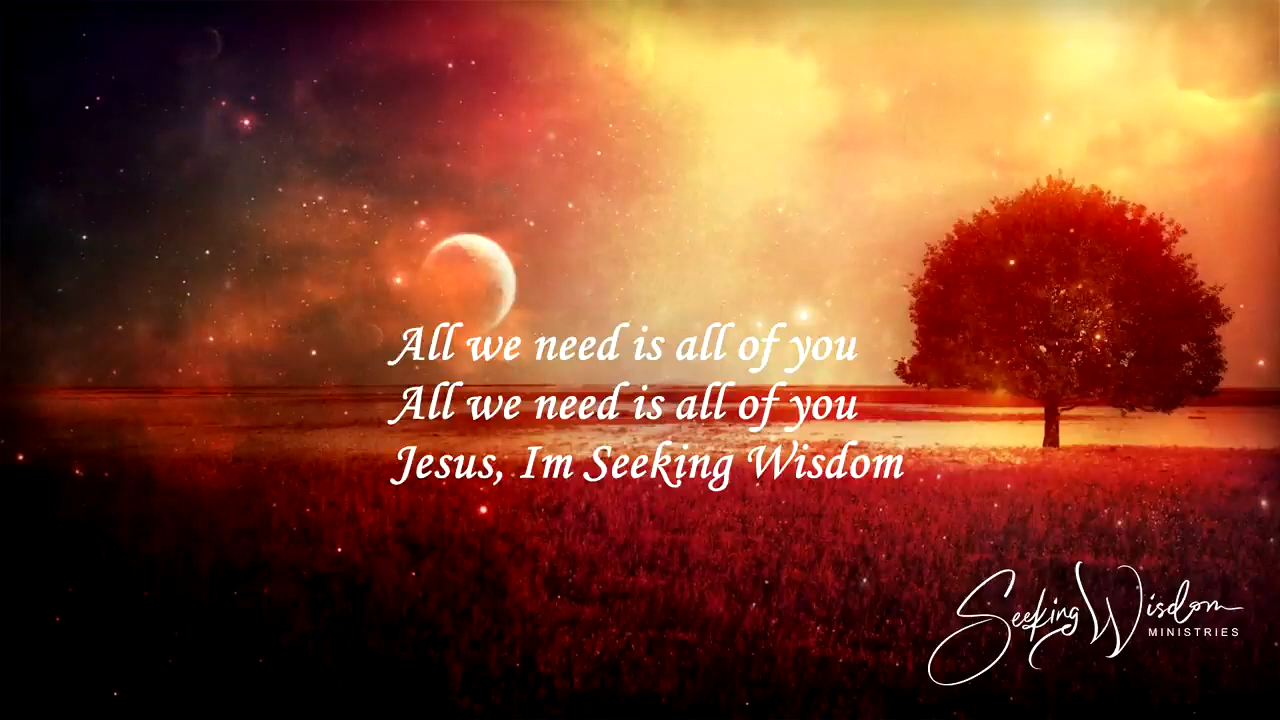 All we need is all of you
All we need is all of you
Jesus, Im Seeking Wisdom
Seeking Wisdom
MINISTRIES